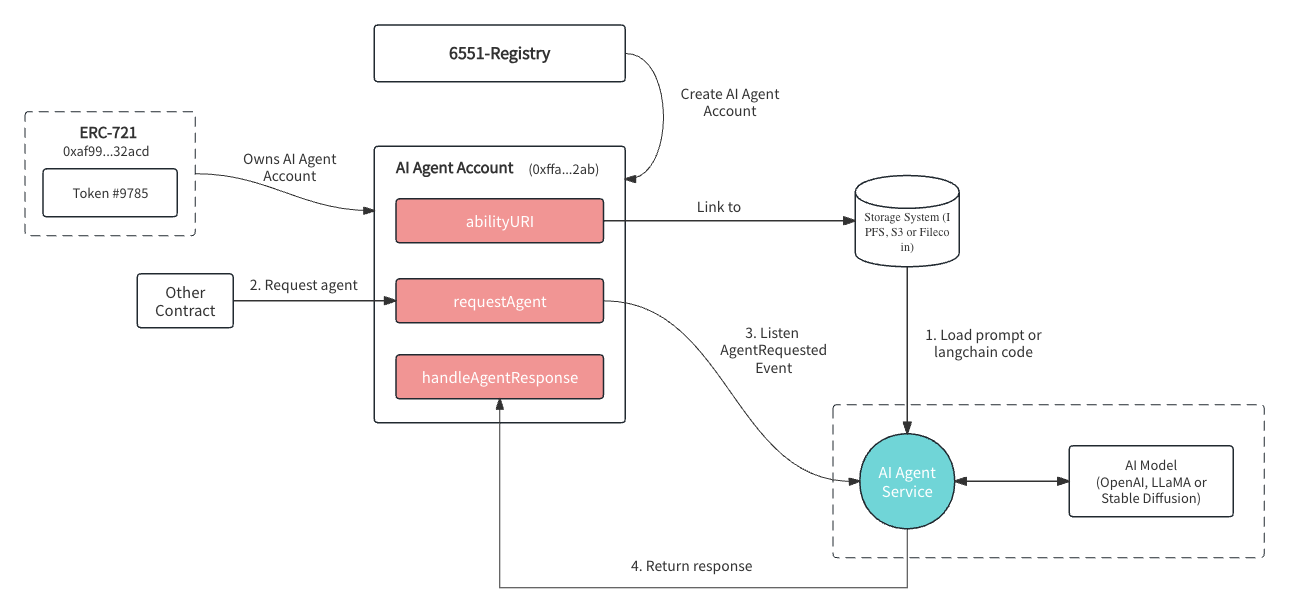 6551-Registry
Create AI Agent
Account
ERC-721
0xaf99...32acd
Token #9785
Owns AI Agent
Account
AI Agent Account (0xffa...2ab)
abilityURI
Link to
Storage System (I
PFS, S3 or Fileco
in)
Other
Contract
2. Request agent
requestAgent
3. Listen
AgentRequested
Event
1. Load prompt or
langchain code
handleAgentResponse
AI Agent
Service
AI Model
(OpenAI, LLaMA or
Stable Diffusion)
4. Return response